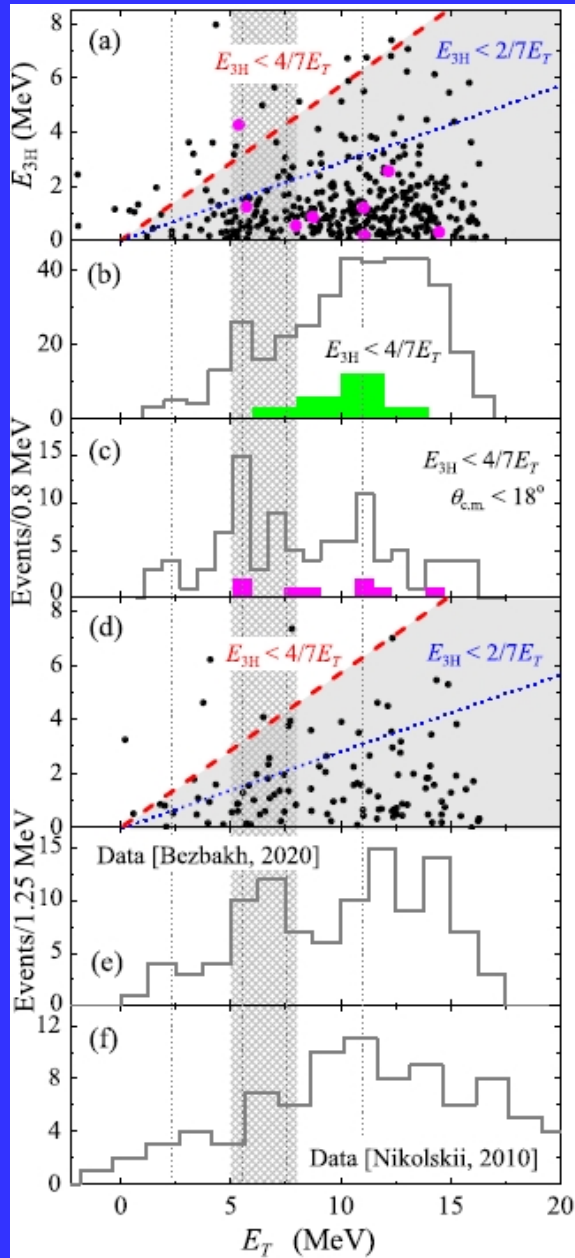 (a)
E3H < 4/7ET
E3H < 2/7ET
E3H (MeV)
8
6
4
2
0
(b)
E3H < 4/7ET
40
20
0
(c)
E3H < 4/7ET
θc.m. < 18°
Events/0.8 MeV
15
10
5
0
(d)
E3H < 4/7ET
E3H < 2/7ET
8
6
4
2
0
Data [Bezbakh, 2020]
(e)
Events/1.25 MeV
15
10
5
0
(f)
Data [Nikolskii, 2010]
12
8
4
0
0 5 10 15 20
ET (MeV)